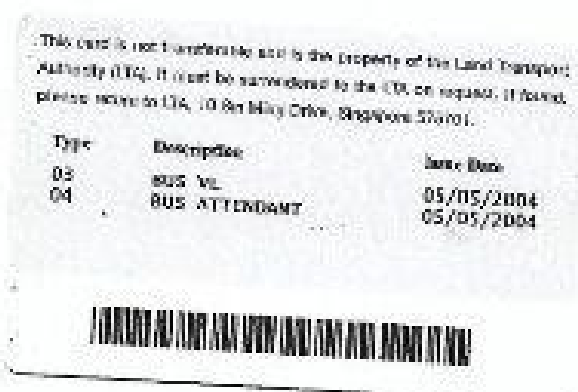 This card is not transferable and is the property of the Land Transport
Authority (LTA). It must be surrendered to the LTA on request. If found,
please return to LTA, 10 Sin Ming Drive, Singapore 575701.
Type Description Issue Date
03 BUS VL 05/05/2004
04 BUS ATTENDANT 05/05/2004